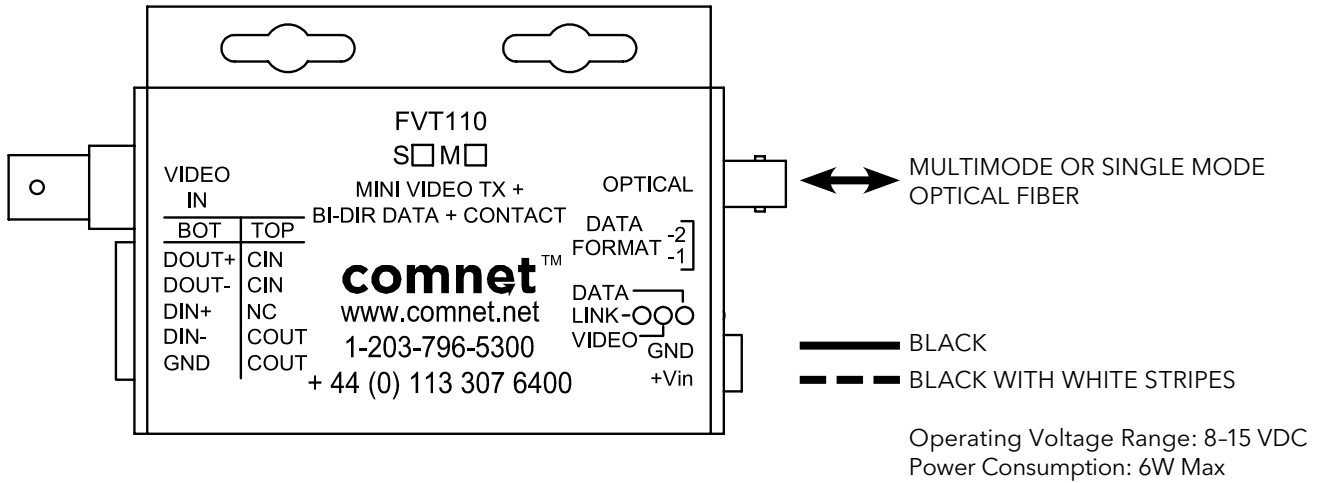 FVT110
S☐ M☐
MINI VIDEO TX +
BI-DIR DATA + CONTACT
comnet™
www.comnet.net
1-203-796-5300
+ 44 (0) 113 307 6400
VIDEO
IN
BOT TOP
DOUT+ CIN
DOUT- CIN
DIN+ NC
DIN- COUT
GND COUT
OPTICAL
DATA
FORMAT -2
-1
DATA
LINK
VIDEO
GND
+Vin
MULTIMODE OR SINGLE MODE
OPTICAL FIBER
BLACK
BLACK WITH WHITE STRIPES
Operating Voltage Range: 8–15 VDC
Power Consumption: 6W Max